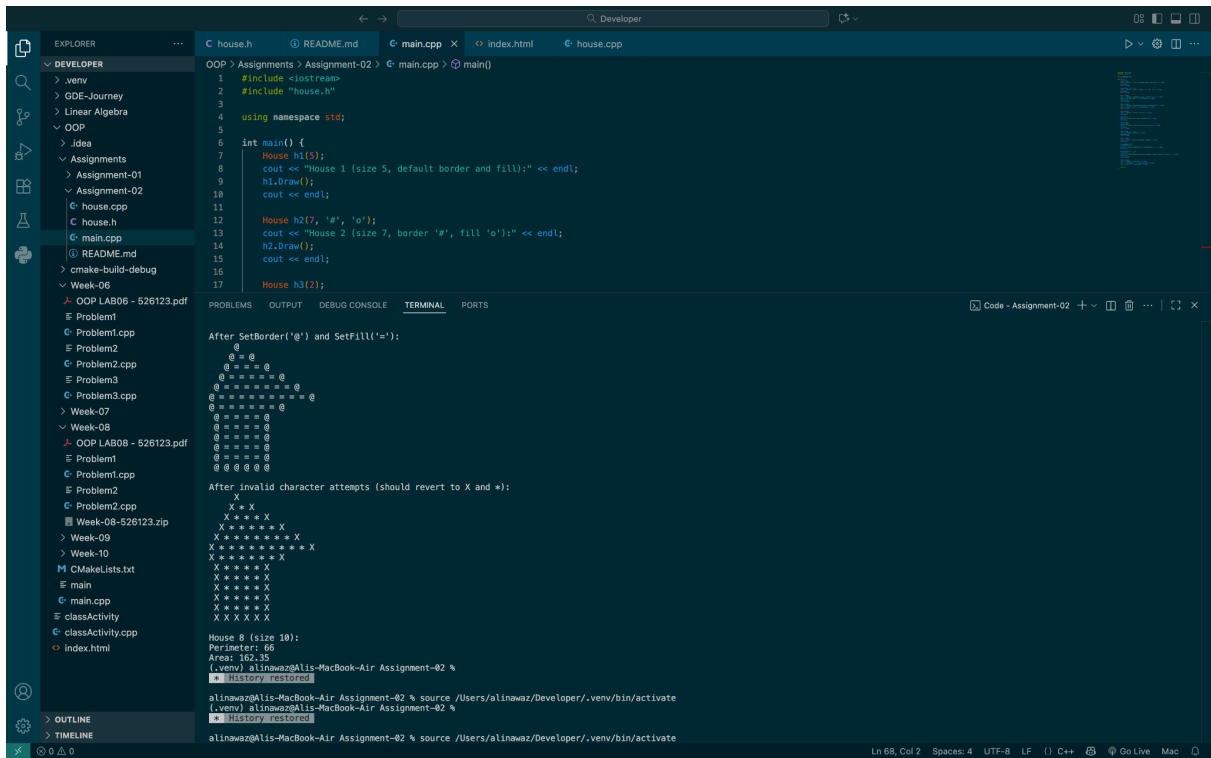 Developer
EXPLORER
DEVELOPER
.venv
GDE-Journey
Linear Algebra
OOP
.idea
Assignments
Assignment-01
Assignment-02
house.cpp
house.h
main.cpp
README.md
cmake-build-debug
Week-06
OOP LAB06 - 526123.pdf
Problem1
Problem1.cpp
Problem2
Problem2.cpp
Problem3
Problem3.cpp
Week-07
Week-08
OOP LAB08 - 526123.pdf
Problem1
Problem1.cpp
Problem2
Problem2.cpp
Week-08-526123.zip
Week-09
Week-10
CMakeLists.txt
main
main.cpp
classActivity
classActivity.cpp
index.html
OUTLINE
TIMELINE
house.h README.md main.cpp index.html house.cpp
OOP > Assignments > Assignment-02 > main.cpp > main()
1 #include <iostream>
2 #include "house.h"
3
4 using namespace std;
5
6 int main() {
7 House h1(5);
8 cout << "House 1 (size 5, default border and fill):" << endl;
9 h1.Draw();
10 cout << endl;
11
12 House h2(7, '#', 'o');
13 cout << "House 2 (size 7, border '#', fill 'o'):" << endl;
14 h2.Draw();
15 cout << endl;
16
17 House h3(2);
PROBLEMS OUTPUT DEBUG CONSOLE TERMINAL PORTS
Code - Assignment-02
After SetBorder('@') and SetFill('='):
@
@ = @
@ = = = @
@ = = = = = @
@ = = = = = = = @
@ = = = = = = = = = @
@ = = = = = = @
@ = = = = @
@ = = = = @
@ = = = = @
@ = = = = @
@ = = = = @
@ @ @ @ @ @
After invalid character attempts (should revert to X and *):
X
X * X
X * * * X
X * * * * * X
X * * * * * * * X
X * * * * * * * * * X
X * * * * * * X
X * * * * X
X * * * * X
X * * * * X
X * * * * X
X * * * * X
X X X X X X
House 8 (size 10):
Perimeter: 66
Area: 162.35
(.venv) alinawaz@Alis-MacBook-Air Assignment-02 %
* History restored
alinawaz@Alis-MacBook-Air Assignment-02 % source /Users/alinawaz/Developer/.venv/bin/activate
(.venv) alinawaz@Alis-MacBook-Air Assignment-02 %
* History restored
alinawaz@Alis-MacBook-Air Assignment-02 % source /Users/alinawaz/Developer/.venv/bin/activate
0 0 Ln 68, Col 2 Spaces: 4 UTF-8 LF {} C++ Go Live Mac